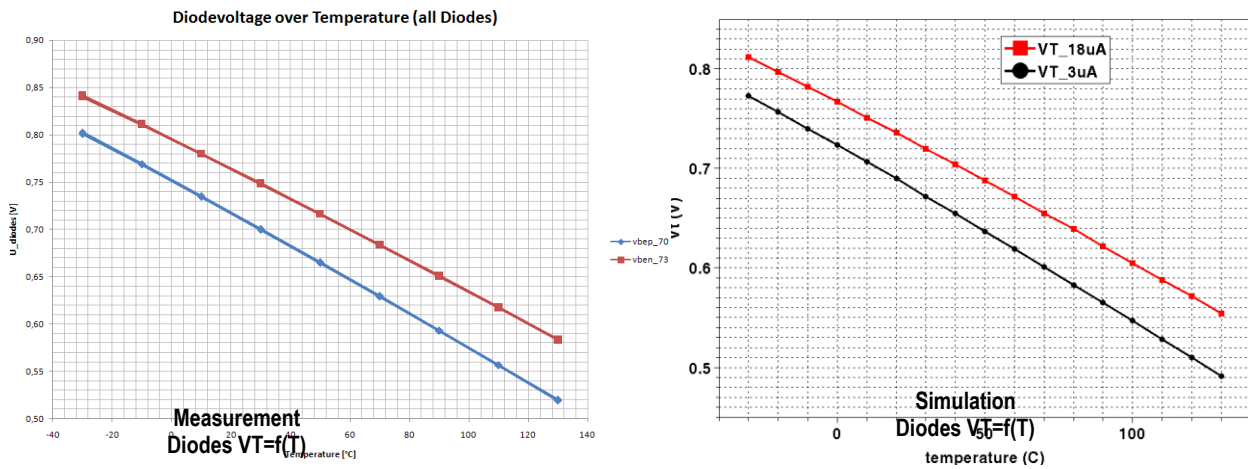 Diodevoltage over Temperature (all Diodes)
0,90
0,85
0,80
0,75
0,70
0,65
0,60
0,55
0,50
U_diodes [V]
-40
-20
0
20
40
60
80
100
120
140
Temperature [°C]
Measurement
Diodes VT=f(T)
vbep_70
vben_73
VT_18uA
VT_3uA
0.8
0.7
0.6
0.5
Vt (V)
0
50
100
temperature (C)
Simulation
Diodes VT=f(T)